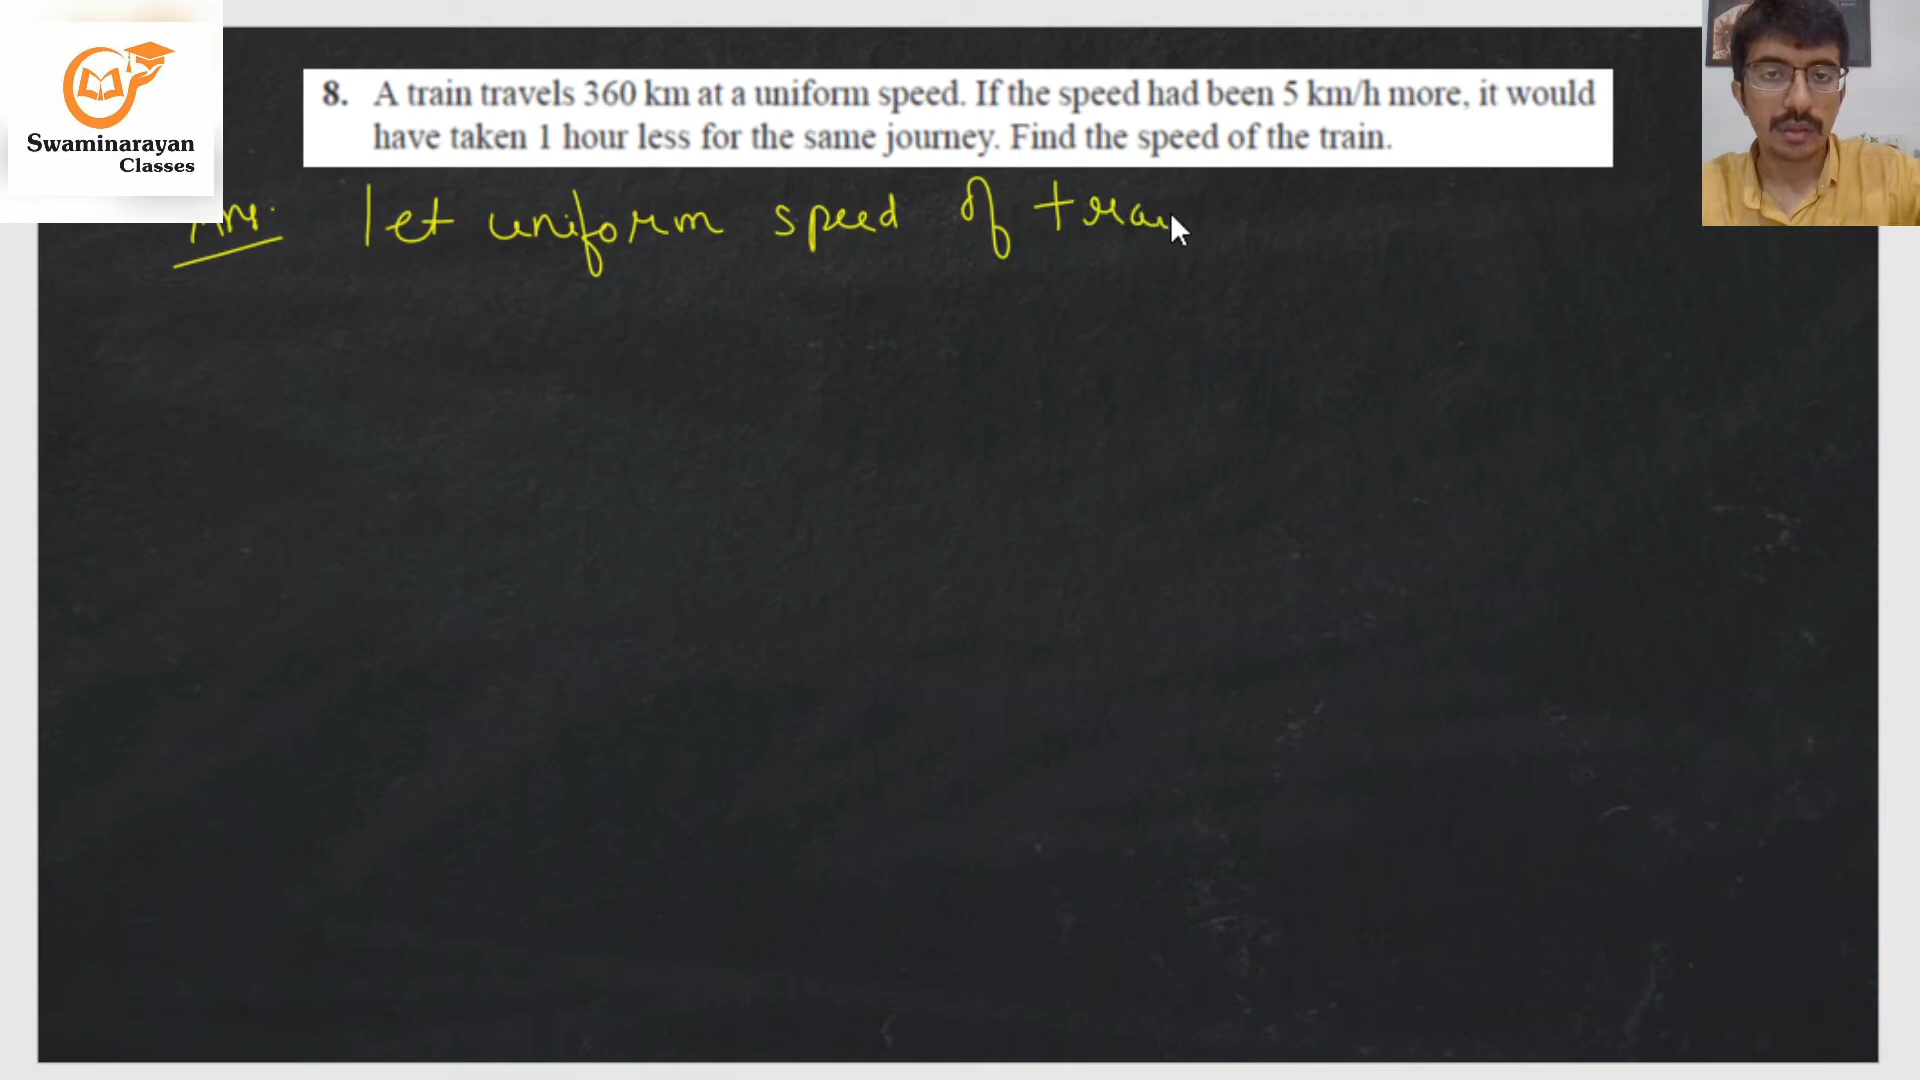 Swaminarayan
Classes
8. A train travels 360 km at a uniform speed. If the speed had been 5 km/h more, it would
have taken 1 hour less for the same journey. Find the speed of the train.
let uniform speed of